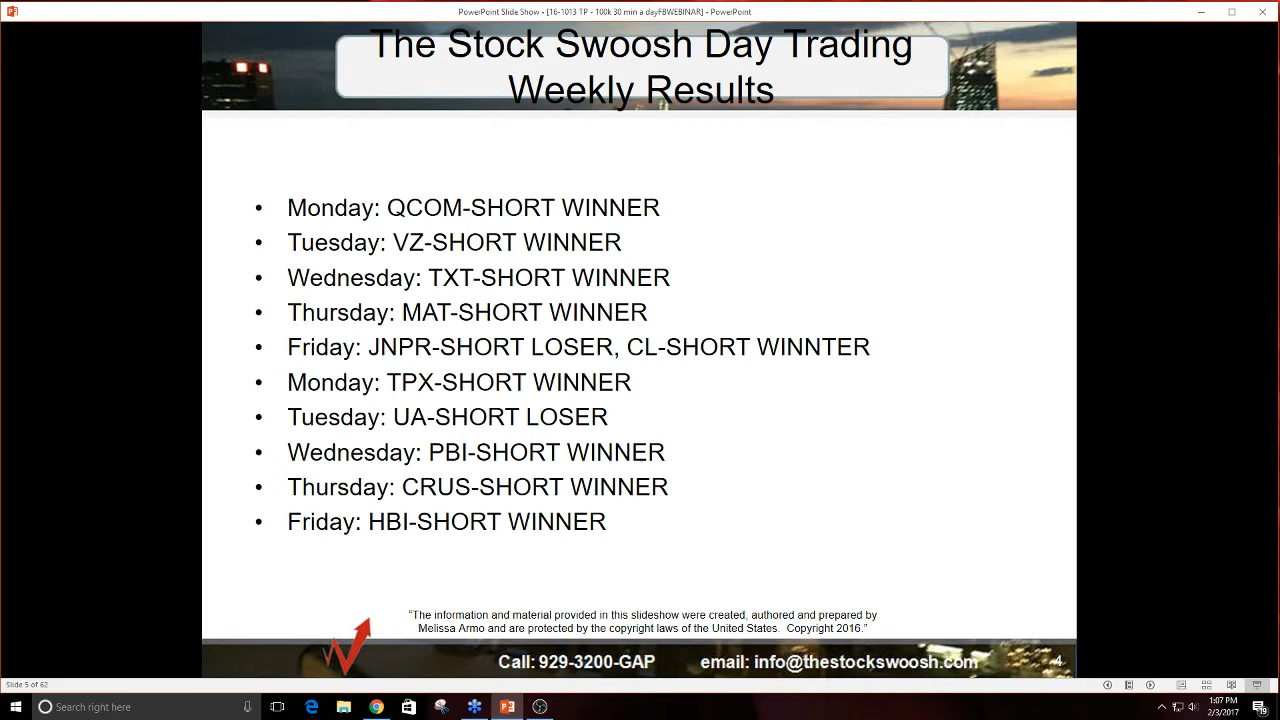 PowerPoint Slide Show - [16-1013 TP - 100k 30 min a dayFBWEBINAR] - PowerPoint
The Stock Swoosh Day Trading
Weekly Results
• Monday: QCOM-SHORT WINNER
• Tuesday: VZ-SHORT WINNER
• Wednesday: TXT-SHORT WINNER
• Thursday: MAT-SHORT WINNER
• Friday: JNPR-SHORT LOSER, CL-SHORT WINNTER
• Monday: TPX-SHORT WINNER
• Tuesday: UA-SHORT LOSER
• Wednesday: PBI-SHORT WINNER
• Thursday: CRUS-SHORT WINNER
• Friday: HBI-SHORT WINNER
“The information and material provided in this slideshow were created, authored and prepared by
Melissa Armo and are protected by the copyright laws of the United States.  Copyright 2016.”
Call: 929-3200-GAP email: info@thestockswoosh.com 4
Slide 5 of 62
Search right here
1:07 PM
2/3/2017
19